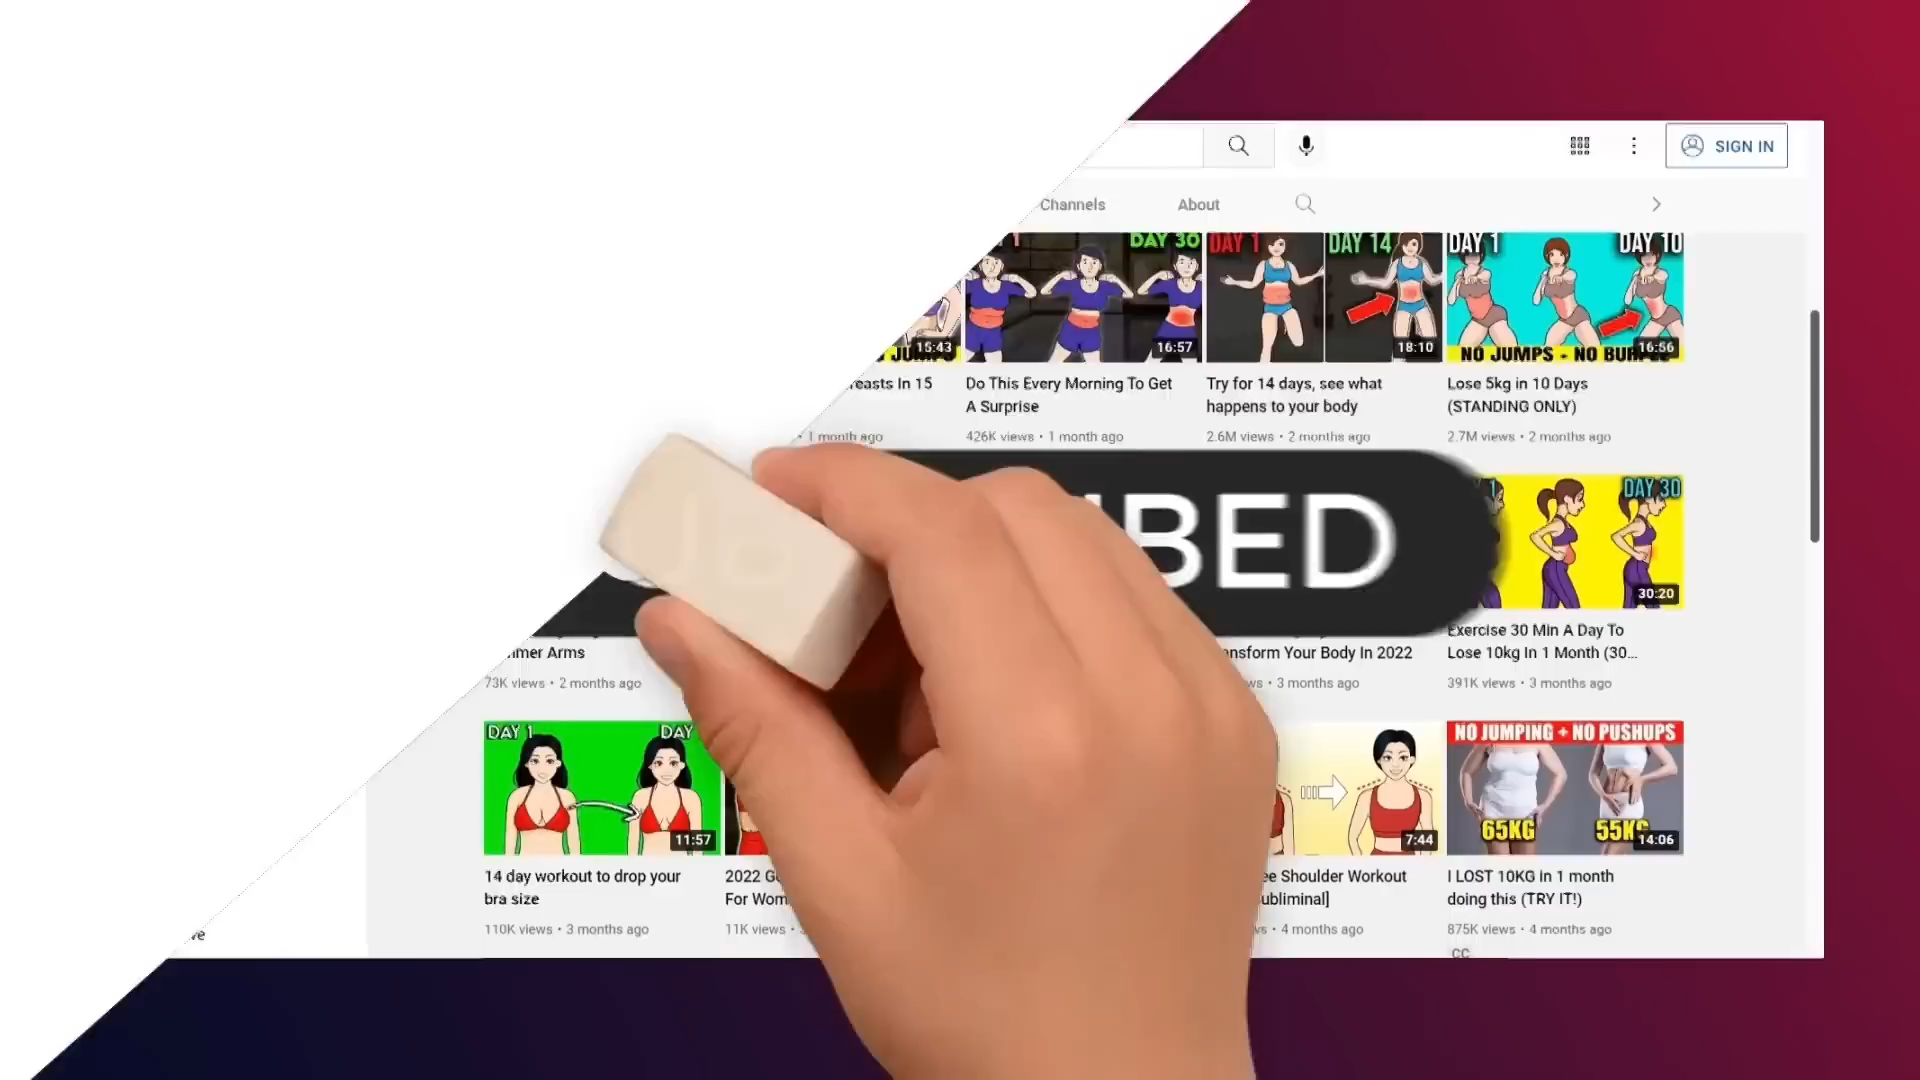 SIGN IN
Channels About
1 DAY 30 DAY 1 DAY 14 DAY 1 DAY 10
15:43 16:57 18:10 NO JUMPS - NO 16:56
In 15 Do This Every Morning To Get Try for 14 days, see what Lose 5kg in 10 Days
A Surprise happens to your body (STANDING ONLY)
• 1 month ago 426K views • 1 month ago 2.6M views • 2 months ago 2.7M views • 2 months ago
BED
1 DAY 30
30:20
Exercise 30 Min A Day To
Arms Your Body In 2022 Lose 10kg In 1 Month (30...
73K views • 2 months ago • 3 months ago 391K views • 3 months ago
DAY 1 DAY NO JUMPING + NO PUSHUPS
65KG 55KG
11:57 7:44 14:06
14 day workout to drop your 2022 Shoulder Workout I LOST 10KG in 1 month
bra size For doing this (TRY IT!)
110K views • 3 months ago 11K views • • 4 months ago 875K views • 4 months ago
CC